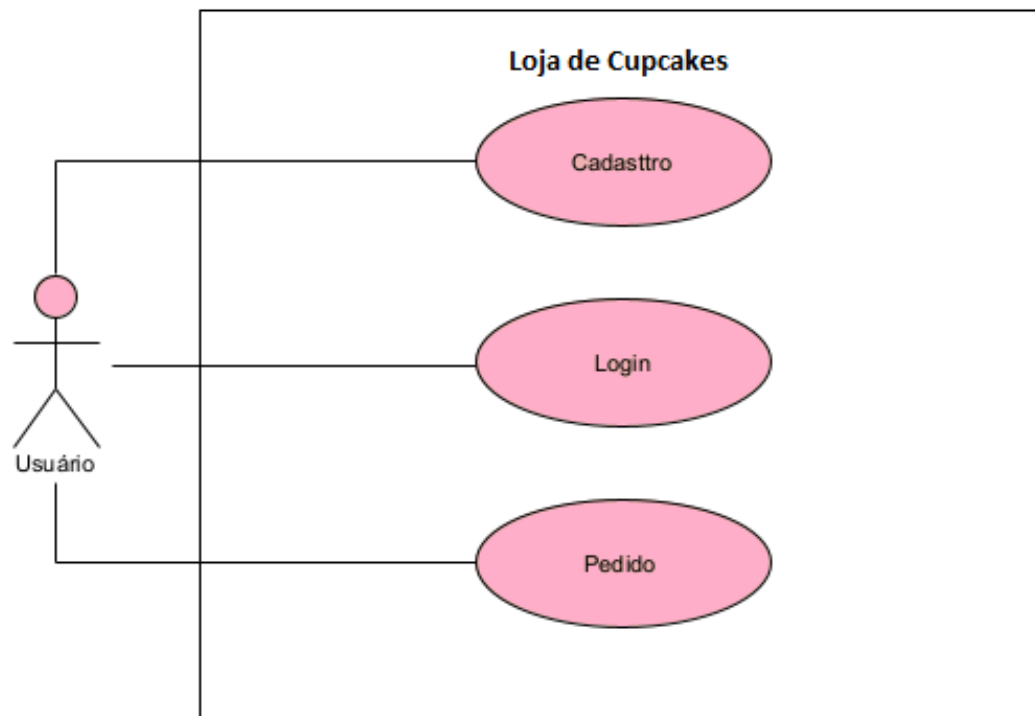 Loja de Cupcakes
Cadasttro
Login
Usuário
Pedido